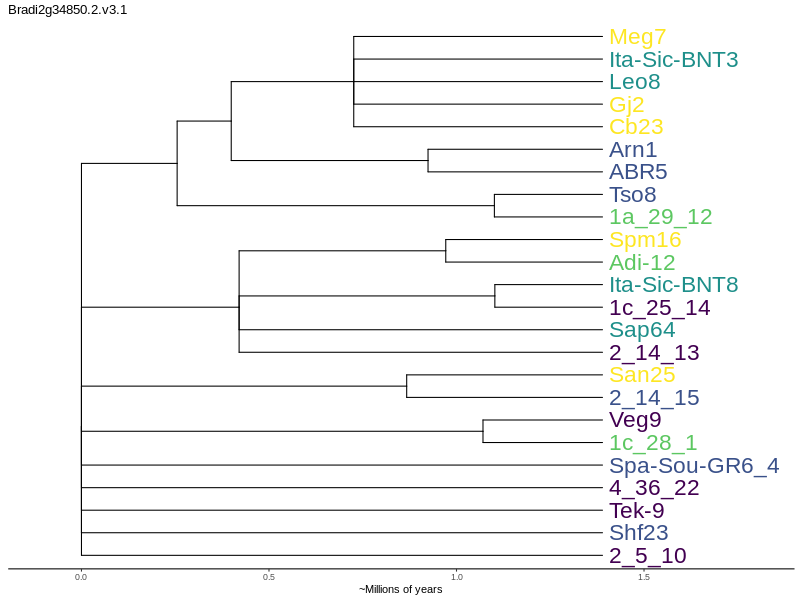 Bradi2g34850.2.v3.1
Meg7
Ita-Sic-BNT3
Leo8
Gj2
Cb23
Arn1
ABR5
Tso8
1a_29_12
Spm16
Adi-12
Ita-Sic-BNT8
1c_25_14
Sap64
2_14_13
San25
2_14_15
Veg9
1c_28_1
Spa-Sou-GR6_4
4_36_22
Tek-9
Shf23
2_5_10
0.0 0.5 1.0 1.5
~Millions of years